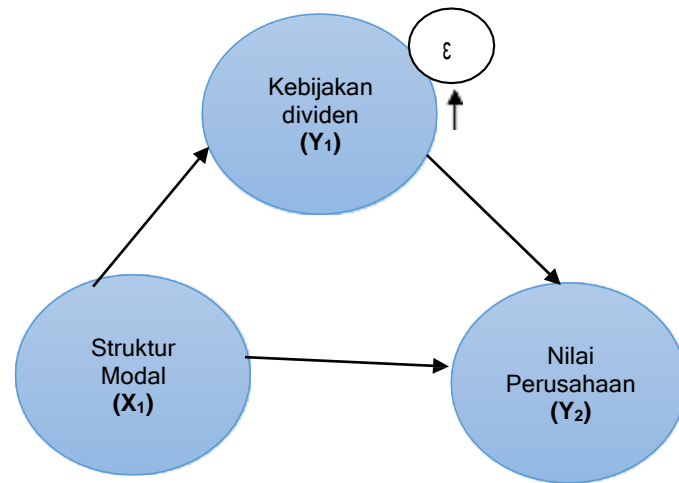 ε
Kebijakan
dividen
(Y₁)
Struktur
Modal
(X₁)
Nilai
Perusahaan
(Y₂)